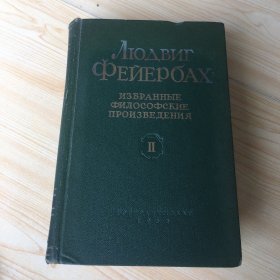 ЛЮДВИГ
ФЕЙЕРБАХ
ИЗБРАННЫЕ
ФИЛОСОФСКИЕ
ПРОИЗВЕДЕНИЯ
II